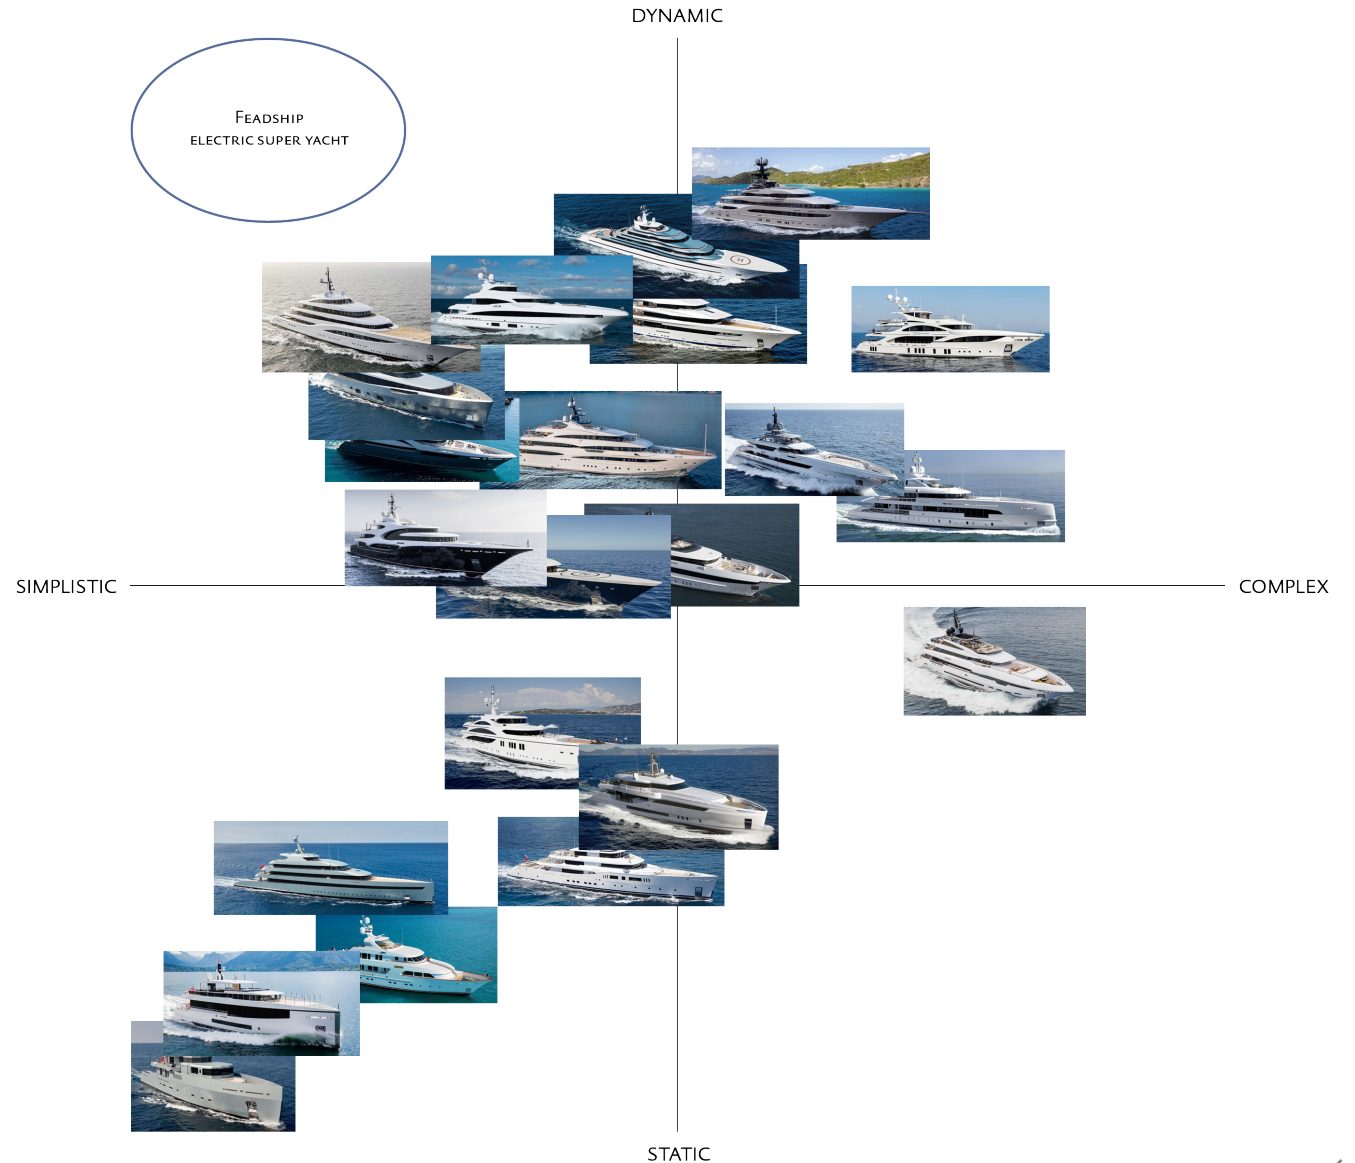 DYNAMIC
FEADSHIP
ELECTRIC SUPER YACHT
SIMPLISTIC
COMPLEX
STATIC